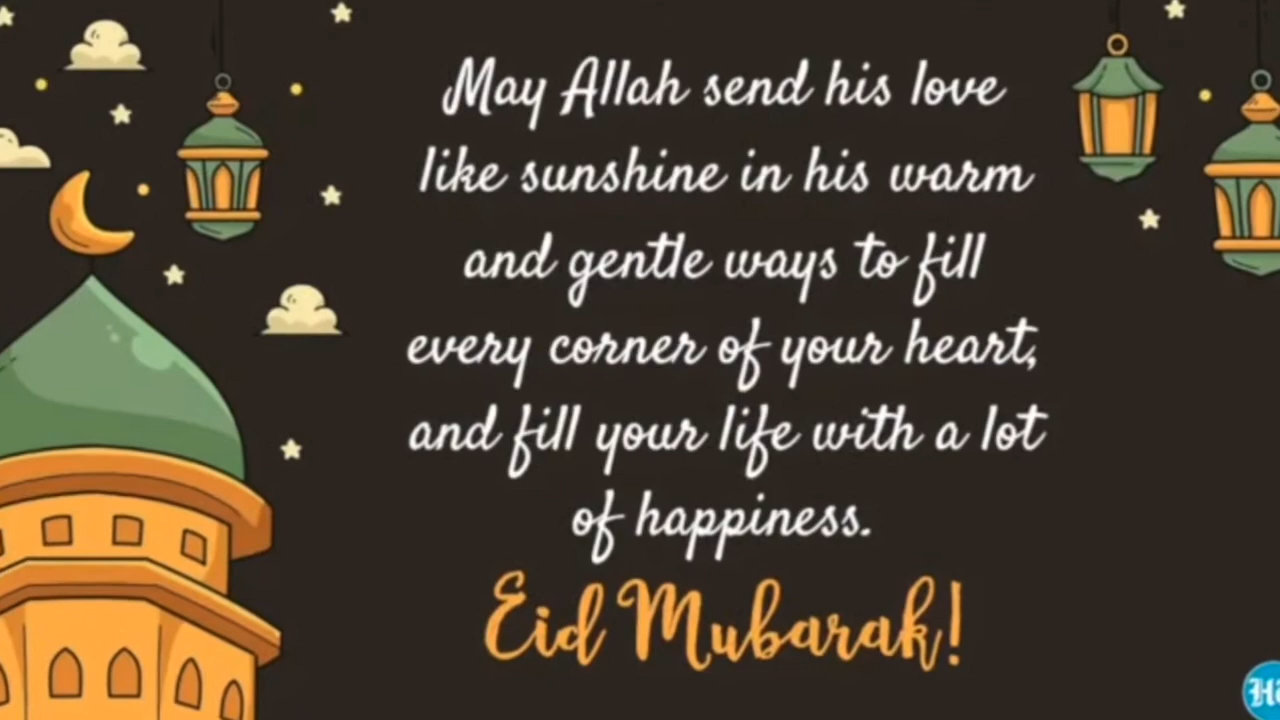 May Allah send his love
like sunshine in his warm
and gentle ways to fill
every corner of your heart,
and fill your life with a lot
of happiness.
Eid Mubarak!